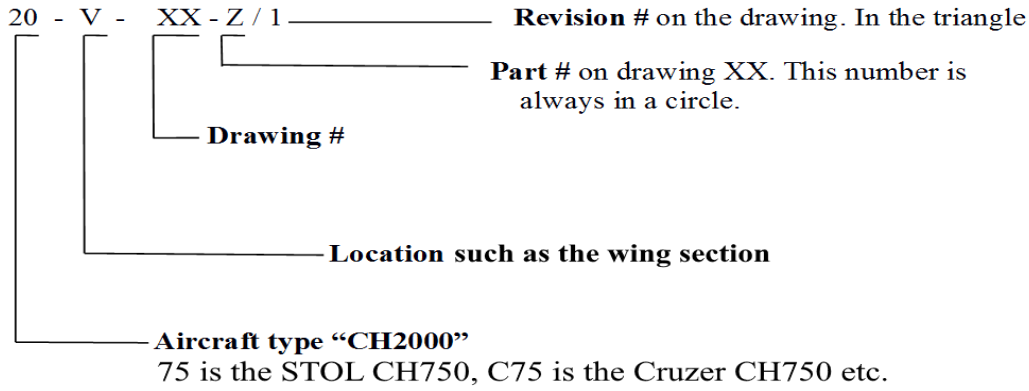 20 - V - XX - Z / 1 Revision # on the drawing. In the triangle
Part # on drawing XX. This number is
always in a circle.
Drawing #
Location such as the wing section
Aircraft type “CH2000”
75 is the STOL CH750, C75 is the Cruzer CH750 etc.